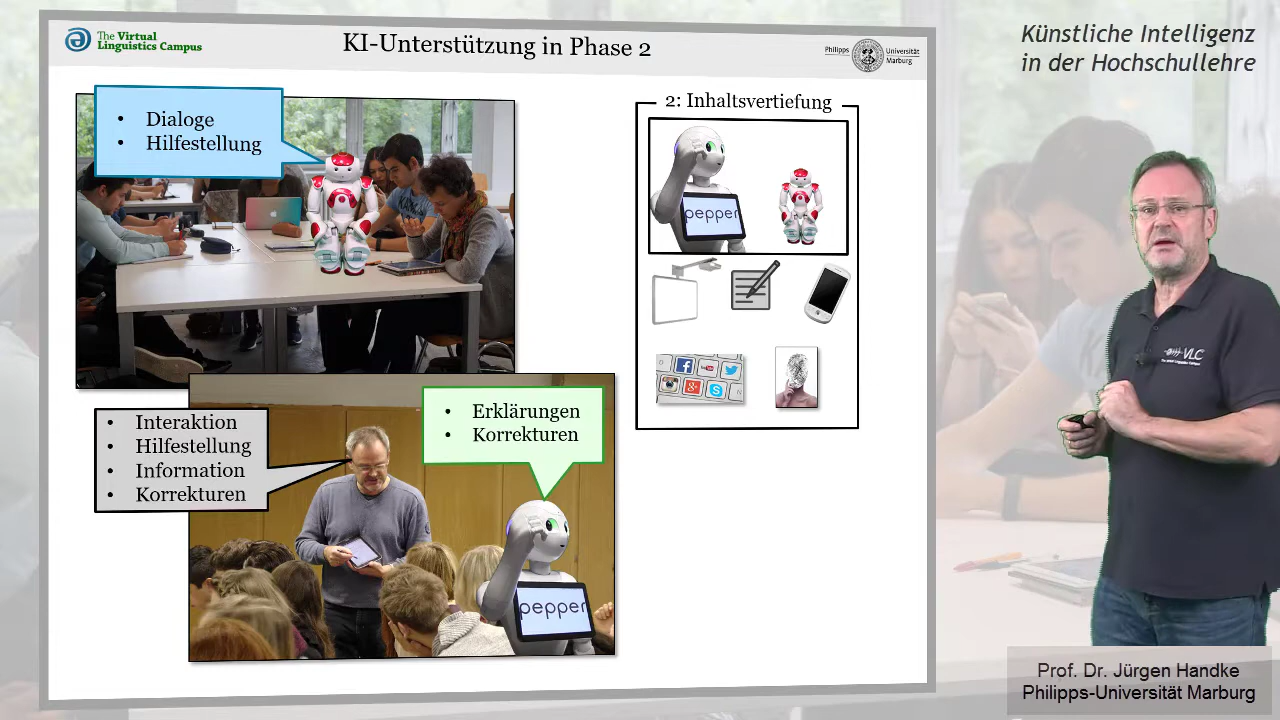 The Virtual
Linguistics Campus
KI-Unterstützung in Phase 2
Philipps
Universität
Marburg
Künstliche Intelligenz
in der Hochschullehre
• Dialoge
• Hilfestellung
2: Inhaltsvertiefung
pepper
• Interaktion
• Hilfestellung
• Information
• Korrekturen
• Erklärungen
• Korrekturen
pepper
VLC
Prof. Dr. Jürgen Handke
Philipps-Universität Marburg